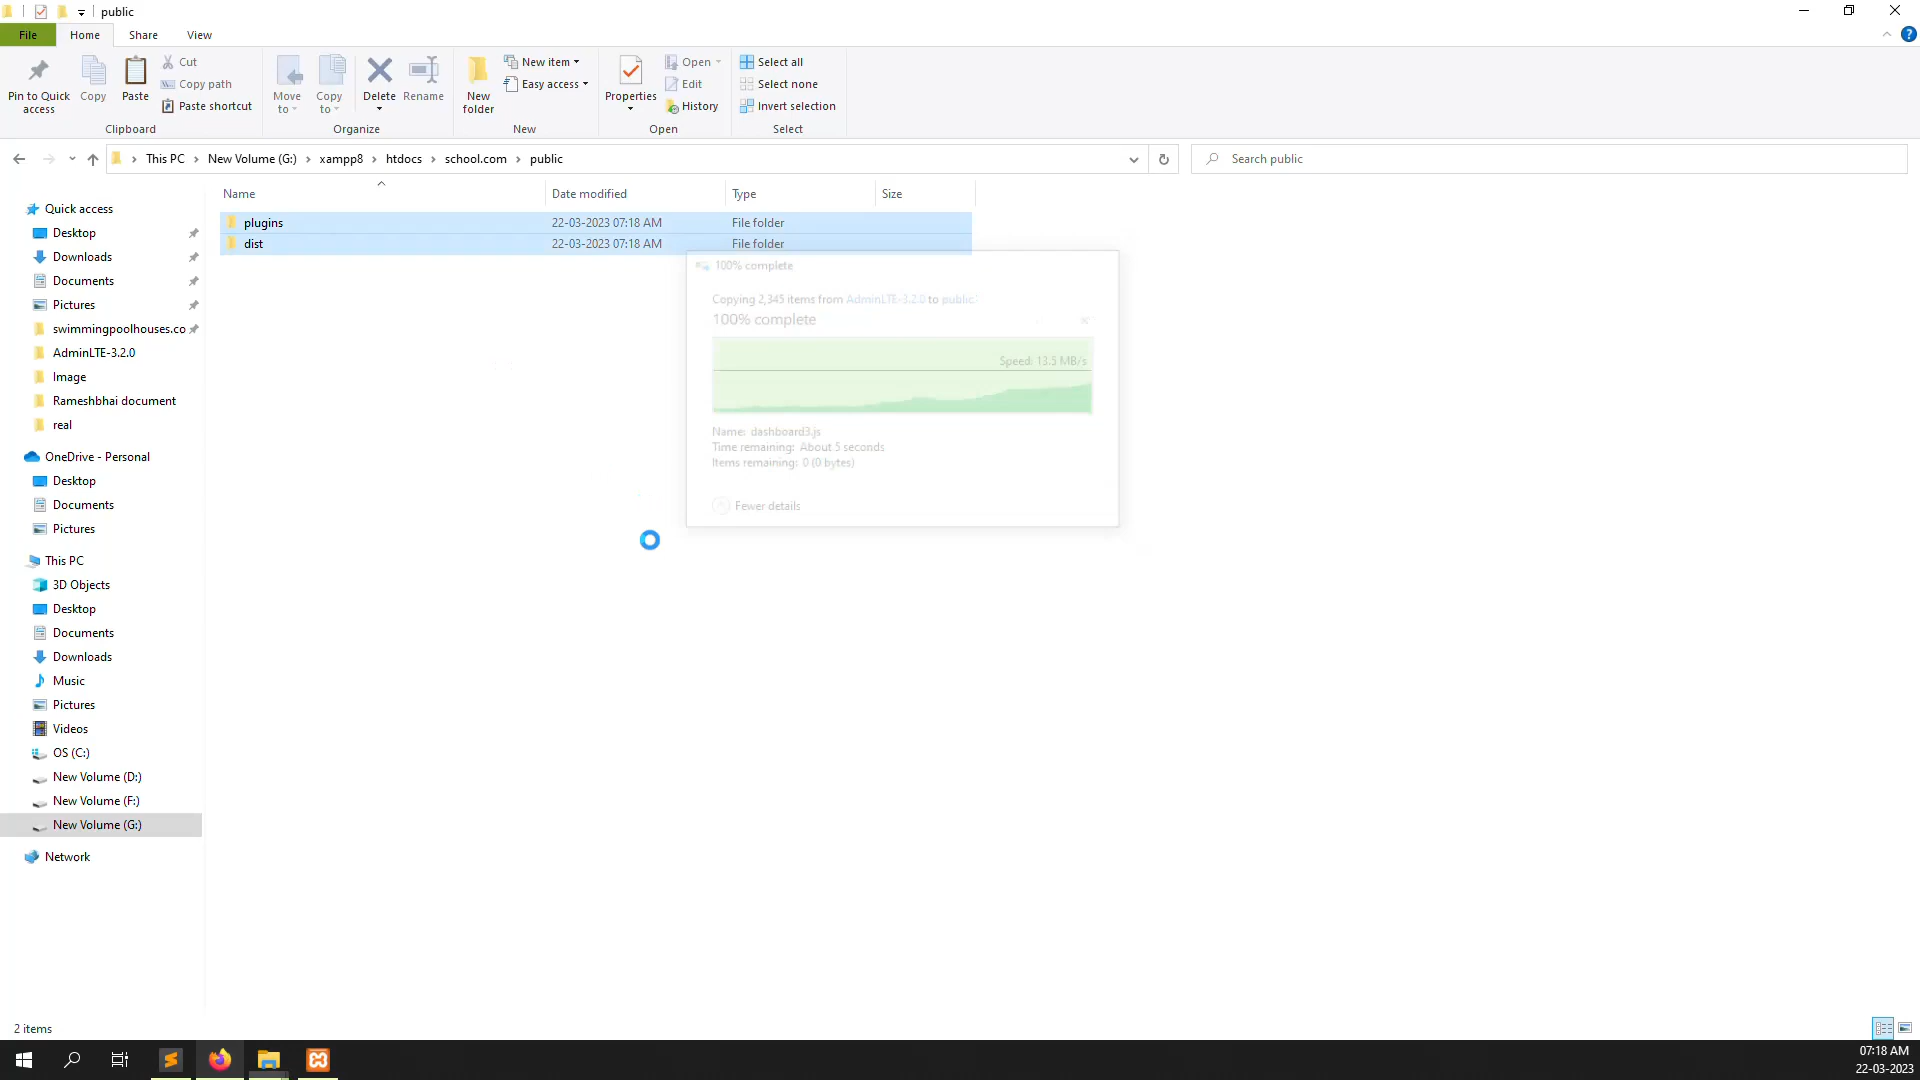 public
File
Home
Share
View
Pin to Quick access
Copy
Paste
Cut
Copy path
Paste shortcut
Clipboard
Move to
Copy to
Delete
Rename
Organize
New folder
New item
Easy access
New
Properties
Open
Edit
History
Open
Select all
Select none
Invert selection
Select
This PC
New Volume (G:)
xampp8
htdocs
school.com
public
Search public
Name
Date modified
Type
Size
plugins 22-03-2023 07:18 AM File folder
dist 22-03-2023 07:18 AM File folder
100% complete
Copying 2,345 items from AdminLTE-3.2.0 to public
100% complete
Speed: 13.5 MB/s
Name: dashboard3.js
Time remaining: About 5 seconds
Items remaining: 0 (0 bytes)
Fewer details
Quick access
Desktop
Downloads
Documents
Pictures
swimmingpoolhouses.co
AdminLTE-3.2.0
Image
Rameshbhai document
real
OneDrive - Personal
Desktop
Documents
Pictures
This PC
3D Objects
Desktop
Documents
Downloads
Music
Pictures
Videos
OS (C:)
New Volume (D:)
New Volume (F:)
New Volume (G:)
Network
2 items
07:18 AM
22-03-2023